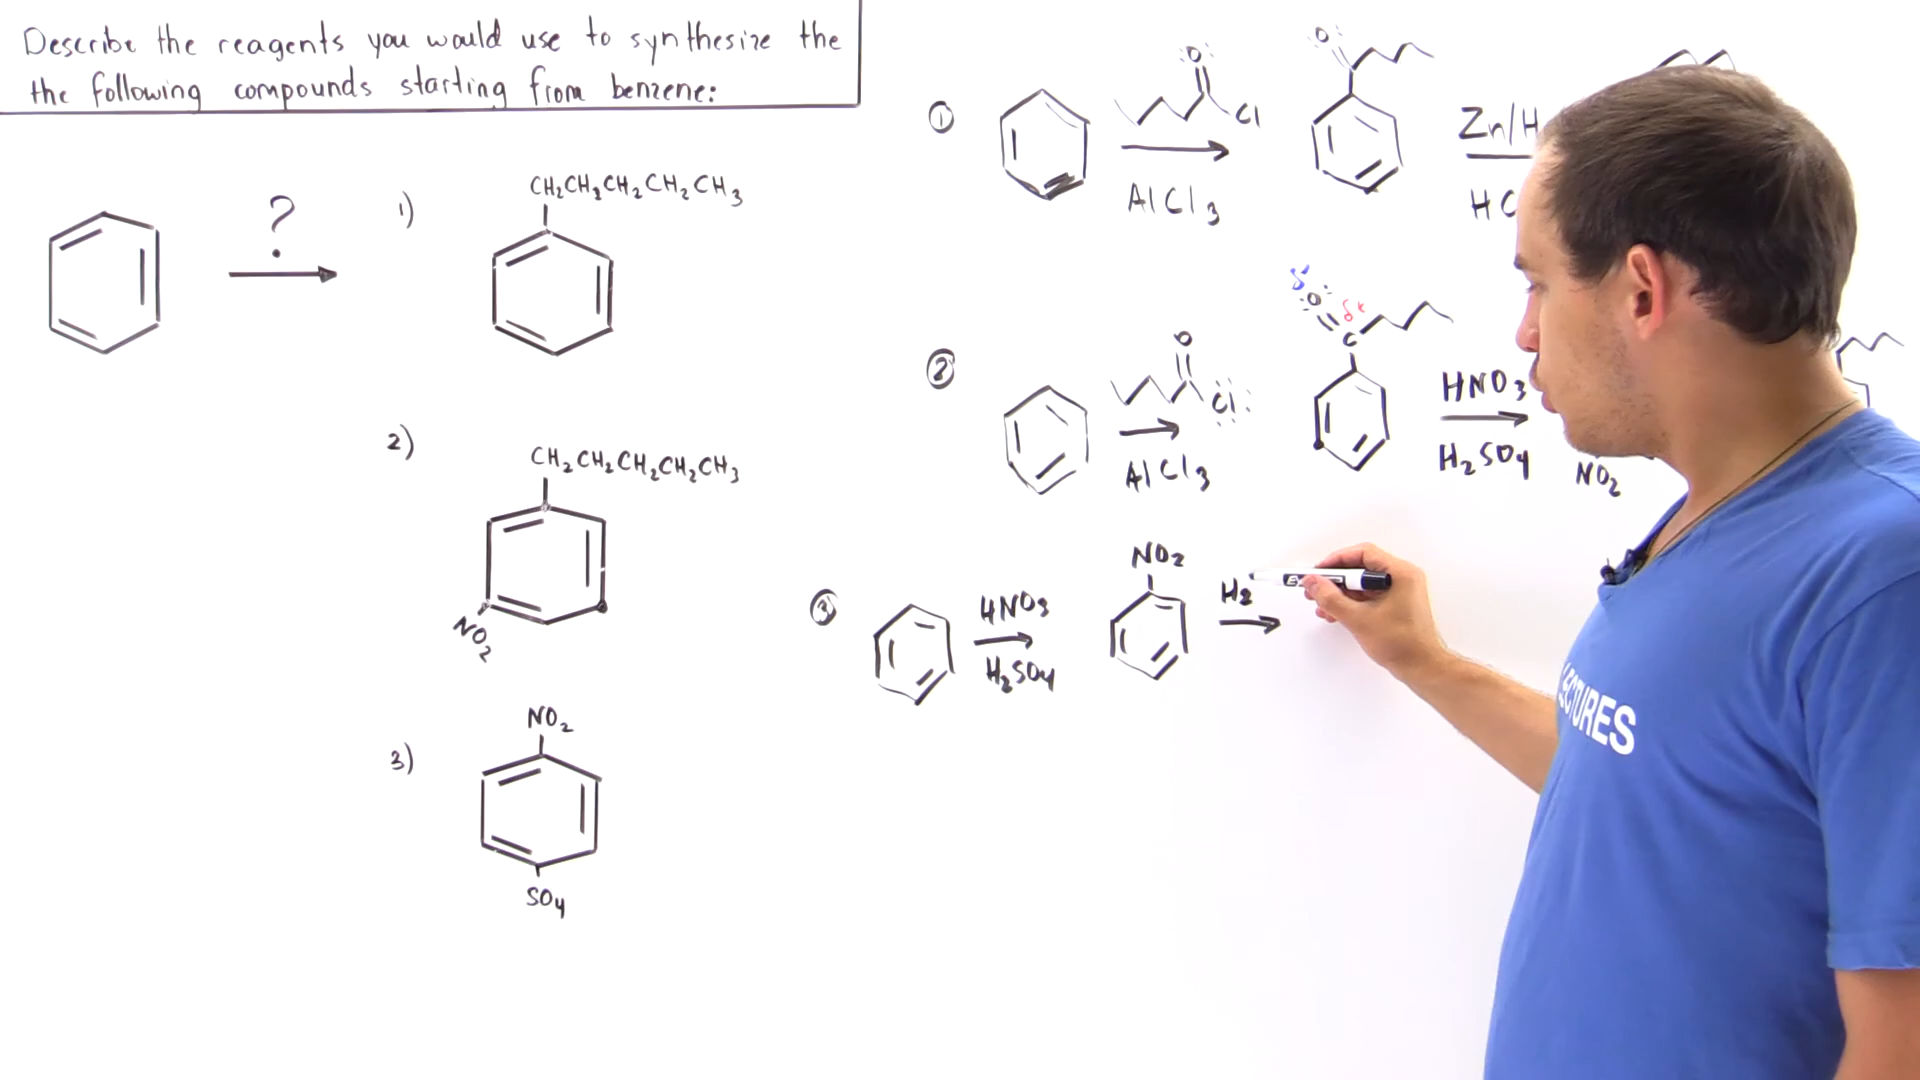 Describe the reagents you would use to synthesize the
the following compounds starting from benzene:
?
1)
CH₂CH₂CH₂CH₂CH₃
2)
CH₂CH₂CH₂CH₂CH₃
NO₂
3)
NO₂
SO₄
①
:O:
Cl
AlCl₃
:O:
Zn/H
HC
②
O
:Cl:
AlCl₃
δ⁻
:O:
δ+
C
HNO₃
H₂SO₄
NO₂
③
HNO₃
H₂SO₄
NO₂
H₂
LECTURES